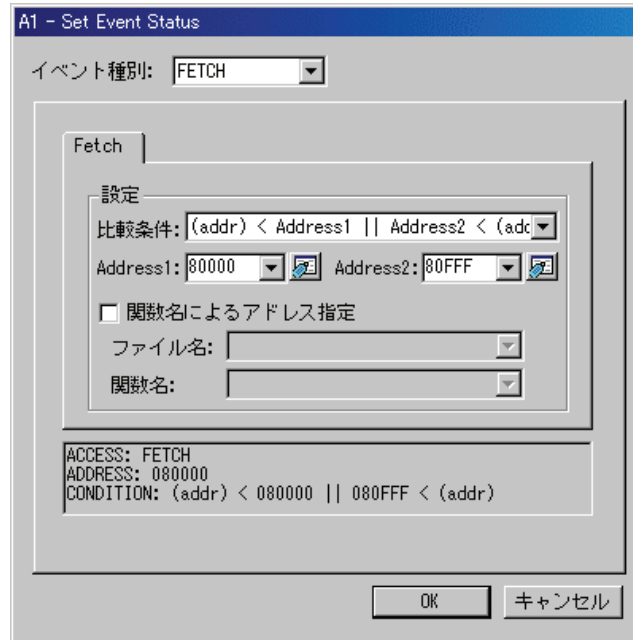 A1 - Set Event Status
イベント種別: FETCH
Fetch
設定
比較条件: (addr) < Address1 || Address2 < (adc
Address1: 80000 Address2: 80FFF
関数名によるアドレス指定
ファイル名:
関数名:
ACCESS: FETCH
ADDRESS: 080000
CONDITION: (addr) < 080000 || 080FFF < (addr)
OK キャンセル